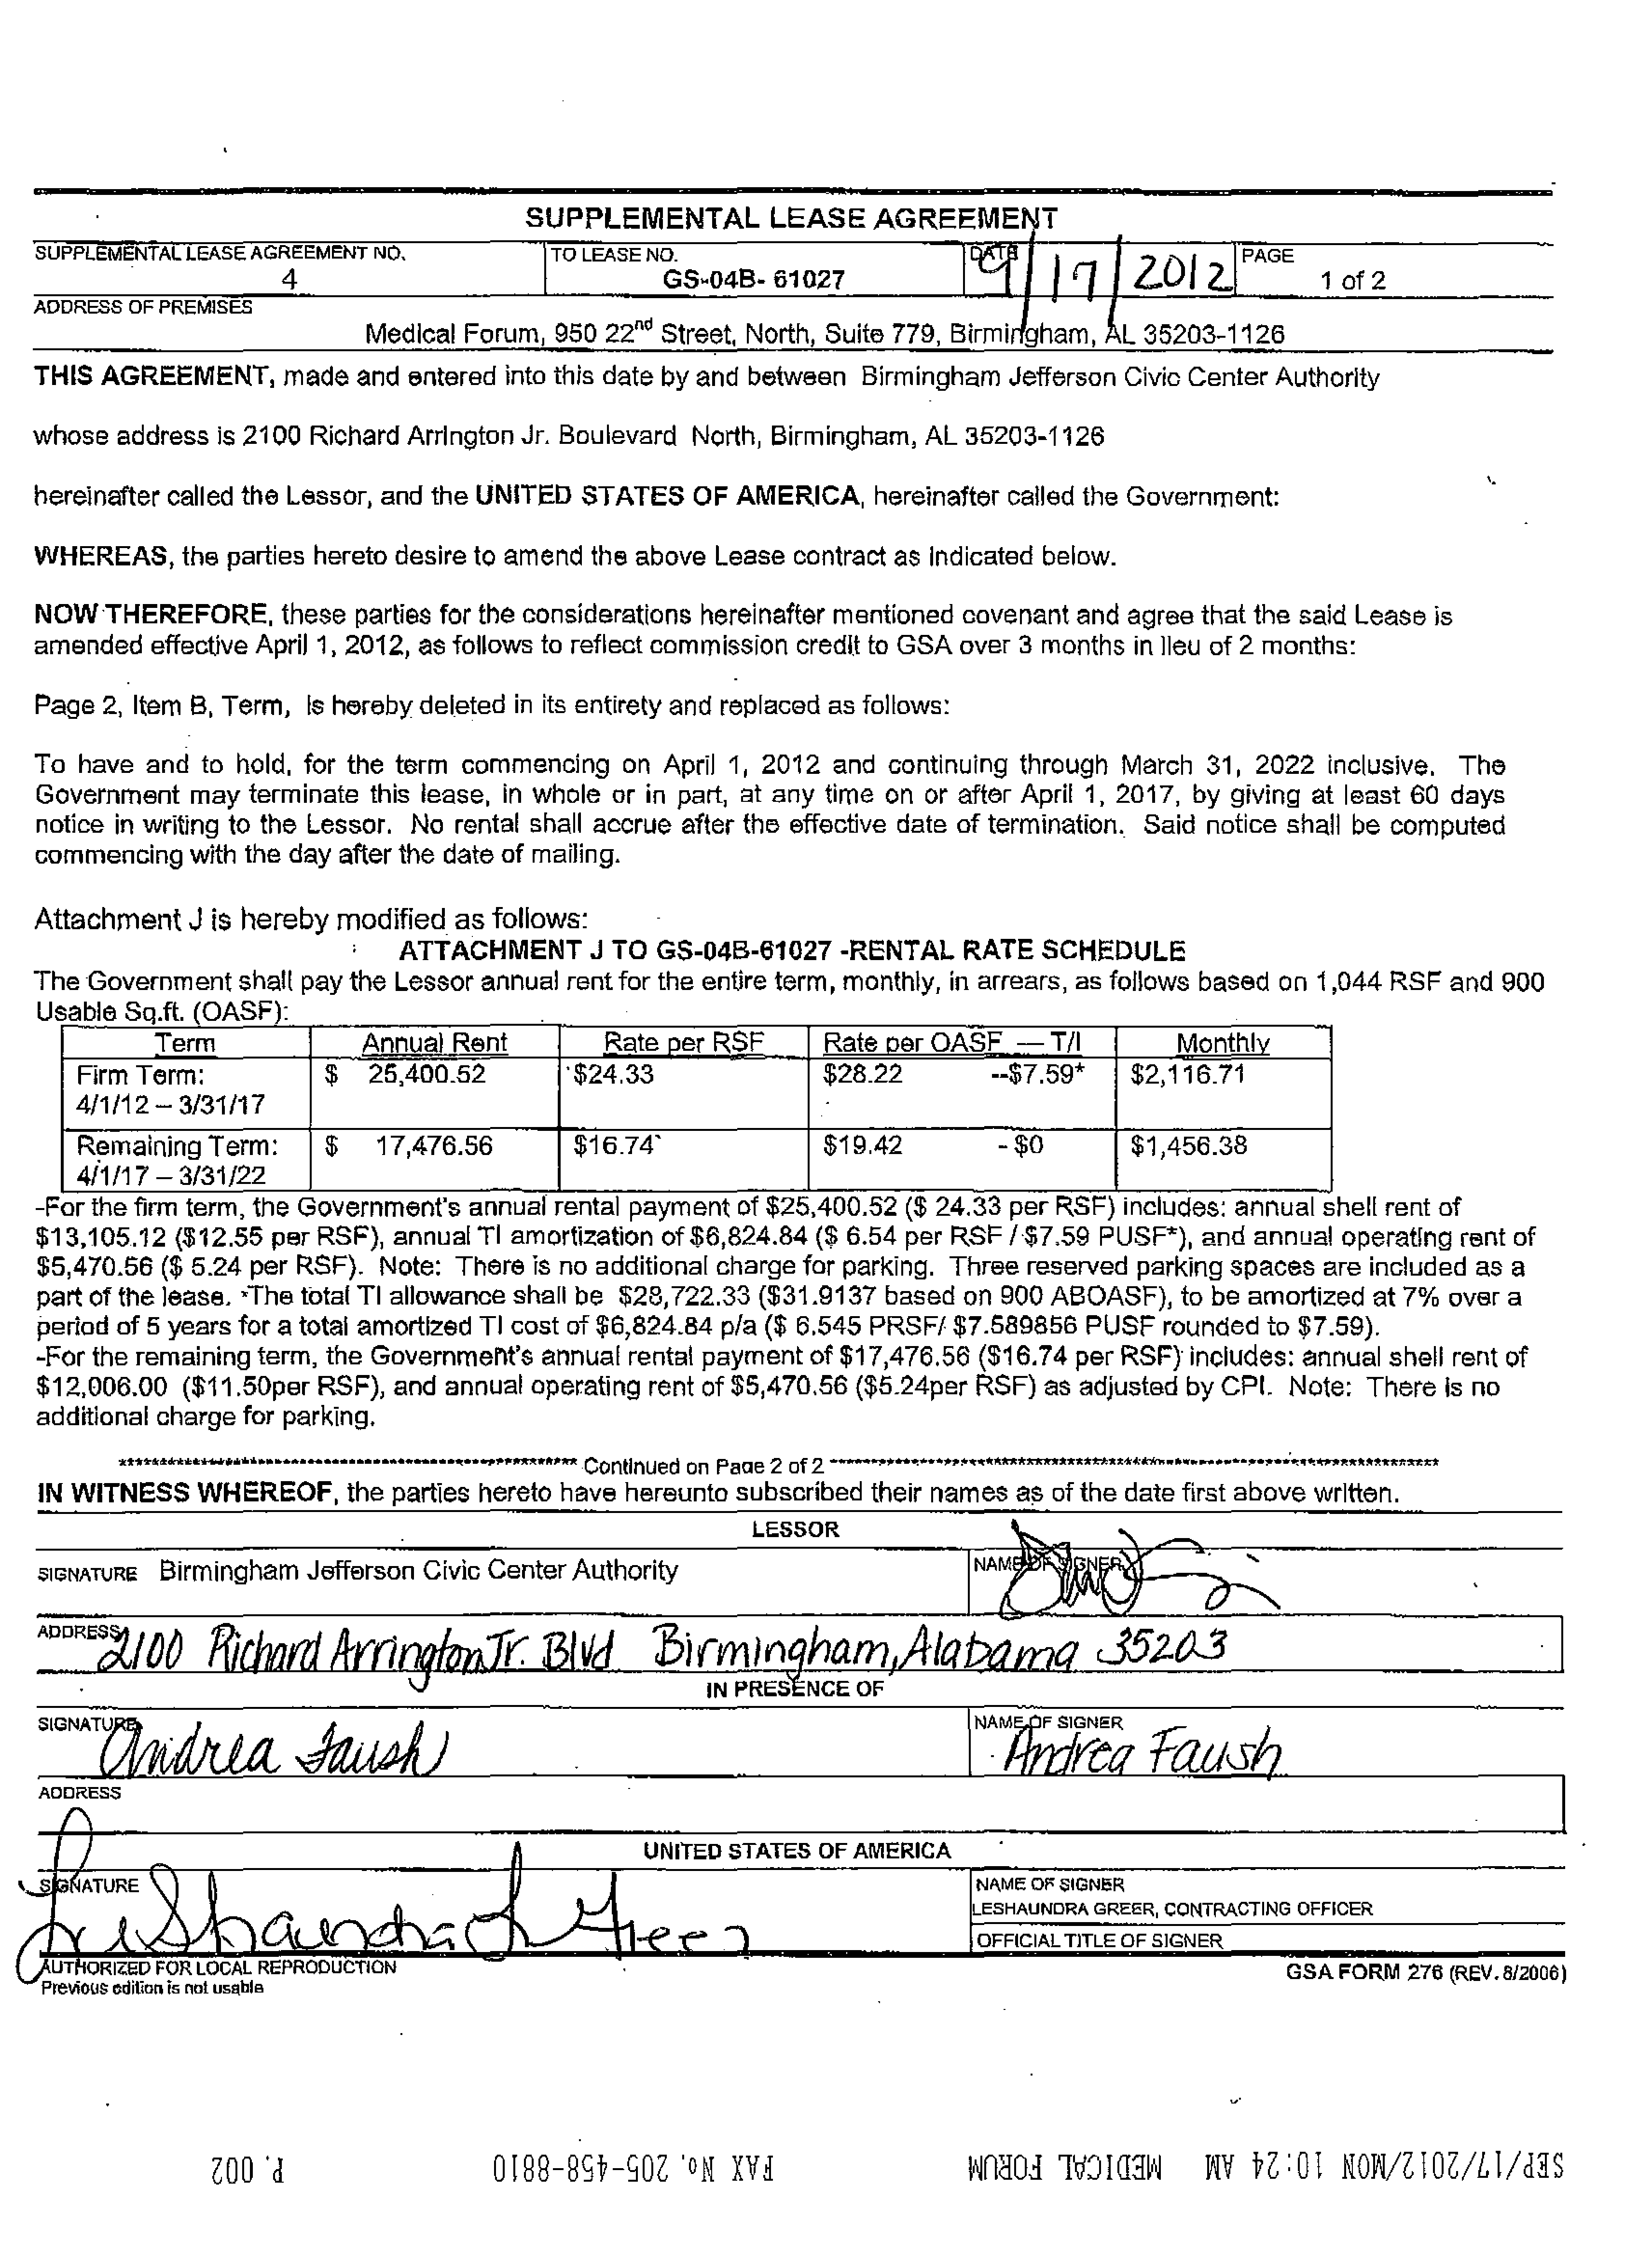 SUPPLEMENTAL LEASE AGREEMENT
SUPPLEMENTAL LEASE AGREEMENT NO.
4
TO LEASE NO.
GS-04B- 61027
DATE
9/17/2012
PAGE
1 of 2
ADDRESS OF PREMISES
Medical Forum, 950 22nd Street, North, Suite 779, Birmingham, AL 35203-1126
THIS AGREEMENT, made and entered into this date by and between Birmingham Jefferson Civic Center Authority
whose address is 2100 Richard Arrington Jr. Boulevard North, Birmingham, AL 35203-1126
hereinafter called the Lessor, and the UNITED STATES OF AMERICA, hereinafter called the Government:
WHEREAS, the parties hereto desire to amend the above Lease contract as indicated below.
NOW THEREFORE, these parties for the considerations hereinafter mentioned covenant and agree that the said Lease is
amended effective April 1, 2012, as follows to reflect commission credit to GSA over 3 months in lieu of 2 months:
Page 2, Item B, Term, is hereby deleted in its entirety and replaced as follows:
To have and to hold, for the term commencing on April 1, 2012 and continuing through March 31, 2022 inclusive. The
Government may terminate this lease, in whole or in part, at any time on or after April 1, 2017, by giving at least 60 days
notice in writing to the Lessor. No rental shall accrue after the effective date of termination. Said notice shall be computed
commencing with the day after the date of mailing.
Attachment J is hereby modified as follows:
ATTACHMENT J TO GS-04B-61027 -RENTAL RATE SCHEDULE
The Government shall pay the Lessor annual rent for the entire term, monthly, in arrears, as follows based on 1,044 RSF and 900
Usable Sq.ft. (OASF):
Term Annual Rent Rate per RSF Rate per OASF — T/I Monthly
Firm Term: $ 25,400.52 $24.33 $28.22 --$7.59* $2,116.71
4/1/12 – 3/31/17
Remaining Term: $ 17,476.56 $16.74 $19.42 - $0 $1,456.38
4/1/17 – 3/31/22
-For the firm term, the Government's annual rental payment of $25,400.52 ($ 24.33 per RSF) includes: annual shell rent of
$13,105.12 ($12.55 per RSF), annual TI amortization of $6,824.84 ($ 6.54 per RSF / $7.59 PUSF*), and annual operating rent of
$5,470.56 ($ 5.24 per RSF). Note: There is no additional charge for parking. Three reserved parking spaces are included as a
part of the lease. *The total TI allowance shall be $28,722.33 ($31.9137 based on 900 ABOASF), to be amortized at 7% over a
period of 5 years for a total amortized TI cost of $6,824.84 p/a ($ 6.545 PRSF/ $7.589856 PUSF rounded to $7.59).
-For the remaining term, the Government's annual rental payment of $17,476.56 ($16.74 per RSF) includes: annual shell rent of
$12,006.00 ($11.50per RSF), and annual operating rent of $5,470.56 ($5.24per RSF) as adjusted by CPI. Note: There is no
additional charge for parking.
Continued on Page 2 of 2
IN WITNESS WHEREOF, the parties hereto have hereunto subscribed their names as of the date first above written.
LESSOR
SIGNATURE Birmingham Jefferson Civic Center Authority
NAME OF SIGNER
ADDRESS 2100 Richard Arrington Jr. Blvd Birmingham, Alabama 35203
IN PRESENCE OF
SIGNATURE Andrea Faush
NAME OF SIGNER
Andrea Faush
ADDRESS
UNITED STATES OF AMERICA
SIGNATURE
LeShaundra Greer
NAME OF SIGNER
LESHAUNDRA GREER, CONTRACTING OFFICER
OFFICIAL TITLE OF SIGNER
AUTHORIZED FOR LOCAL REPRODUCTION
Previous edition is not usable
GSA FORM 276 (REV. 8/2006)
SEP/17/2012/MON 10:24 AM MEDICAL FORUM FAX No. 205-458-8810 P. 002